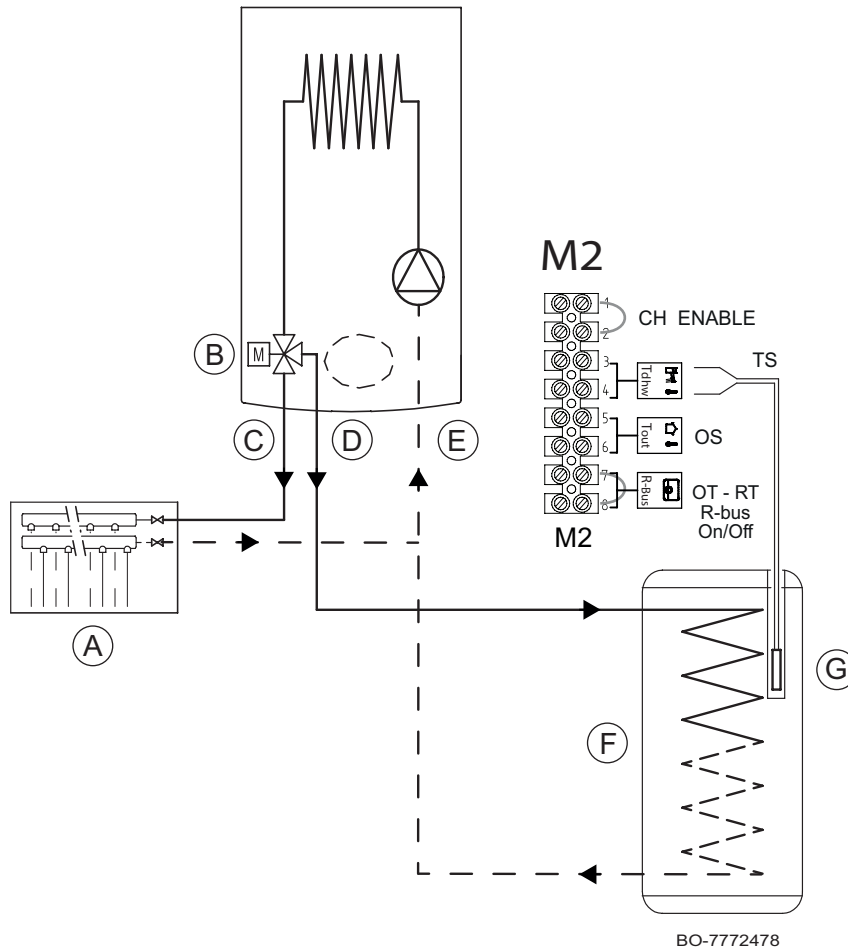 M2
1
CH ENABLE
2
3
Tdhw
TS
4
5
Tout
OS
6
7
R-Bus
OT - RT
R-bus
On/Off
8
M2
M
B
C
D
E
A
G
F
BO-7772478